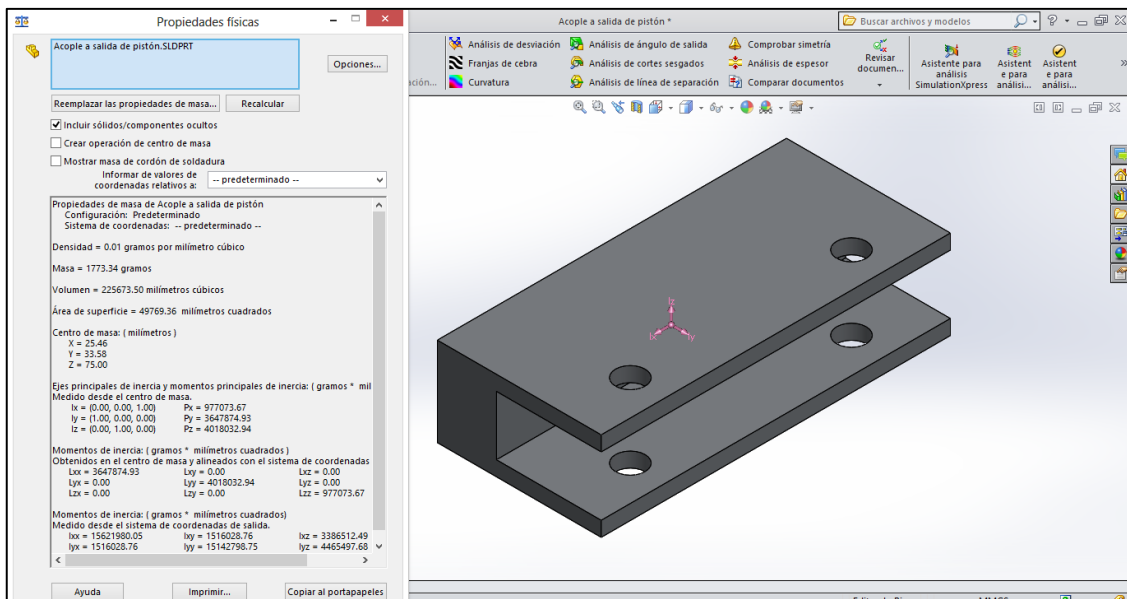 Propiedades físicas
Acople a salida de pistón.SLDPRT
Opciones...
Reemplazar las propiedades de masa...
Recalcular
Incluir sólidos/componentes ocultos
Crear operación de centro de masa
Mostrar masa de cordón de soldadura
Informar de valores de
coordenadas relativos a:
-- predeterminado --
Propiedades de masa de Acople a salida de pistón
Configuración: Predeterminado
Sistema de coordenadas: -- predeterminado --
Densidad = 0.01 gramos por milímetro cúbico
Masa = 1773.34 gramos
Volumen = 225673.50 milímetros cúbicos
Área de superficie = 49769.36 milímetros cuadrados
Centro de masa: ( milímetros )
X = 25.46
Y = 33.58
Z = 75.00
Ejes principales de inercia y momentos principales de inercia: ( gramos * mil
Medido desde el centro de masa.
Ix = (0.00, 0.00, 1.00) Px = 977073.67
Iy = (1.00, 0.00, 0.00) Py = 3647874.93
Iz = (0.00, 1.00, 0.00) Pz = 4018032.94
Momentos de inercia: ( gramos * milímetros cuadrados )
Obtenidos en el centro de masa y alineados con el sistema de coordenadas
Lxx = 3647874.93 Lxy = 0.00 Lxz = 0.00
Lyx = 0.00 Lyy = 4018032.94 Lyz = 0.00
Lzx = 0.00 Lzy = 0.00 Lzz = 977073.67
Momentos de inercia: ( gramos * milímetros cuadrados)
Medido desde el sistema de coordenadas de salida.
Ixx = 15621980.05 Ixy = 1516028.76 Ixz = 3386512.49
Iyx = 1516028.76 Iyy = 15142798.75 Iyz = 4465497.68
Ayuda
Imprimir...
Copiar al portapapeles
Acople a salida de pistón *
Buscar archivos y modelos
Análisis de desviación
Análisis de ángulo de salida
Comprobar simetría
Franjas de cebra
Análisis de cortes sesgados
Análisis de espesor
Curvatura
Análisis de línea de separación
Comparar documentos
Revisar
documen...
Asistente para
análisis
SimulationXpress
Asistent
e para
análisi...
Asistent
e para
análisi...
Iz
Ix
Iy